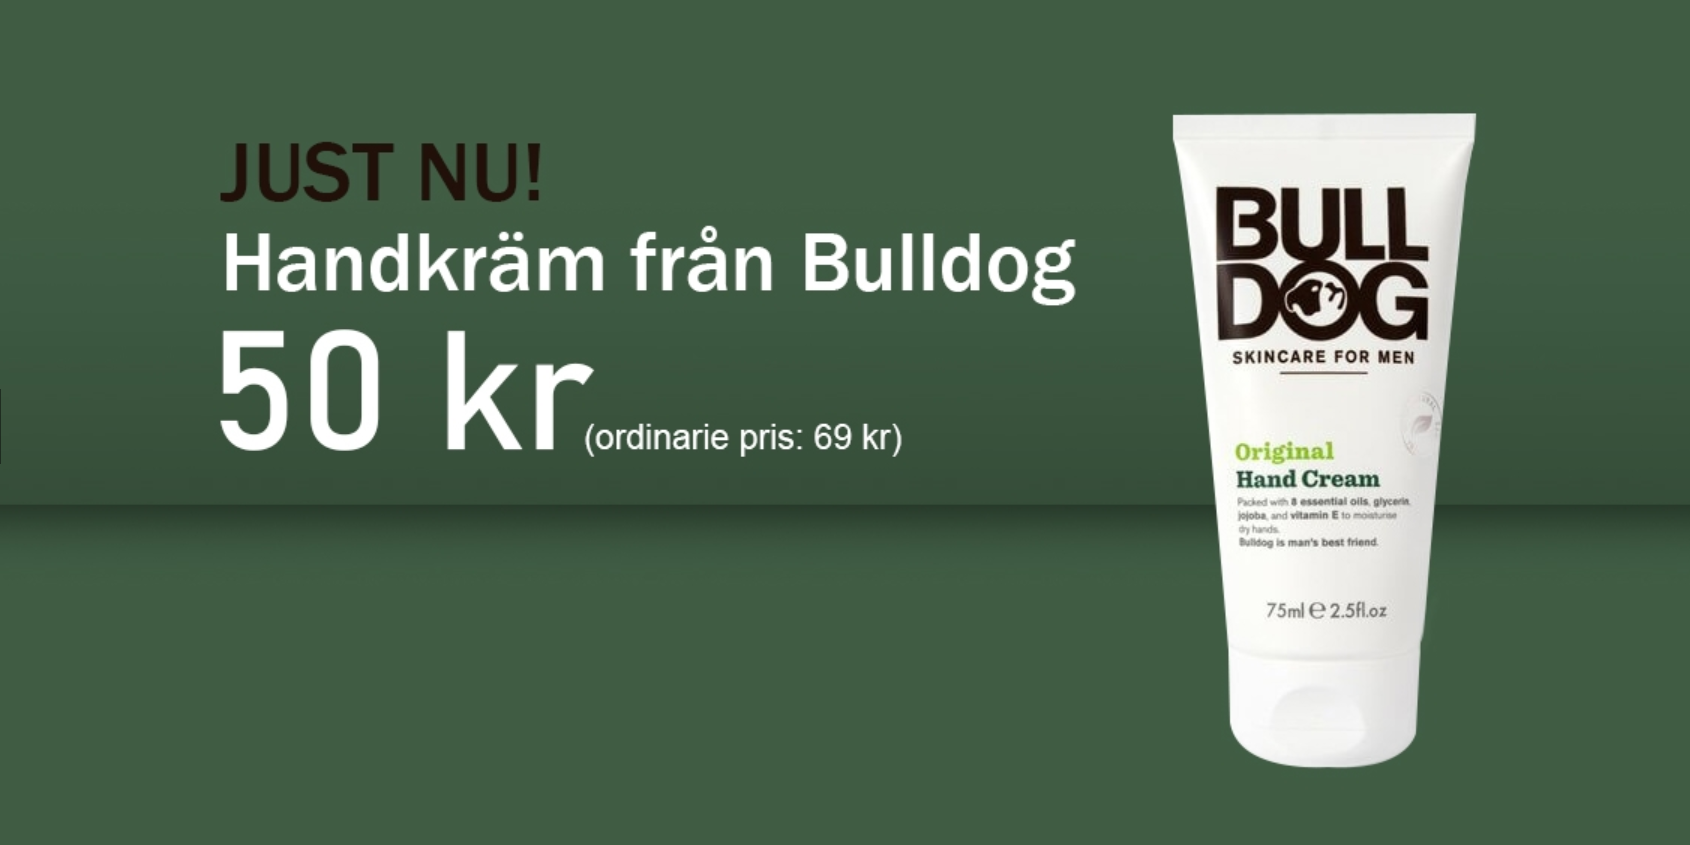 JUST NU!
Handkräm från Bulldog
50 kr (ordinarie pris: 69 kr)
BULL
DOG
SKINCARE FOR MEN
Original
Hand Cream
Packed with 8 essential oils, glycerin,
jojoba, and vitamin E to moisturise
dry hands.
Bulldog is man's best friend.
75ml ℮ 2.5fl.oz